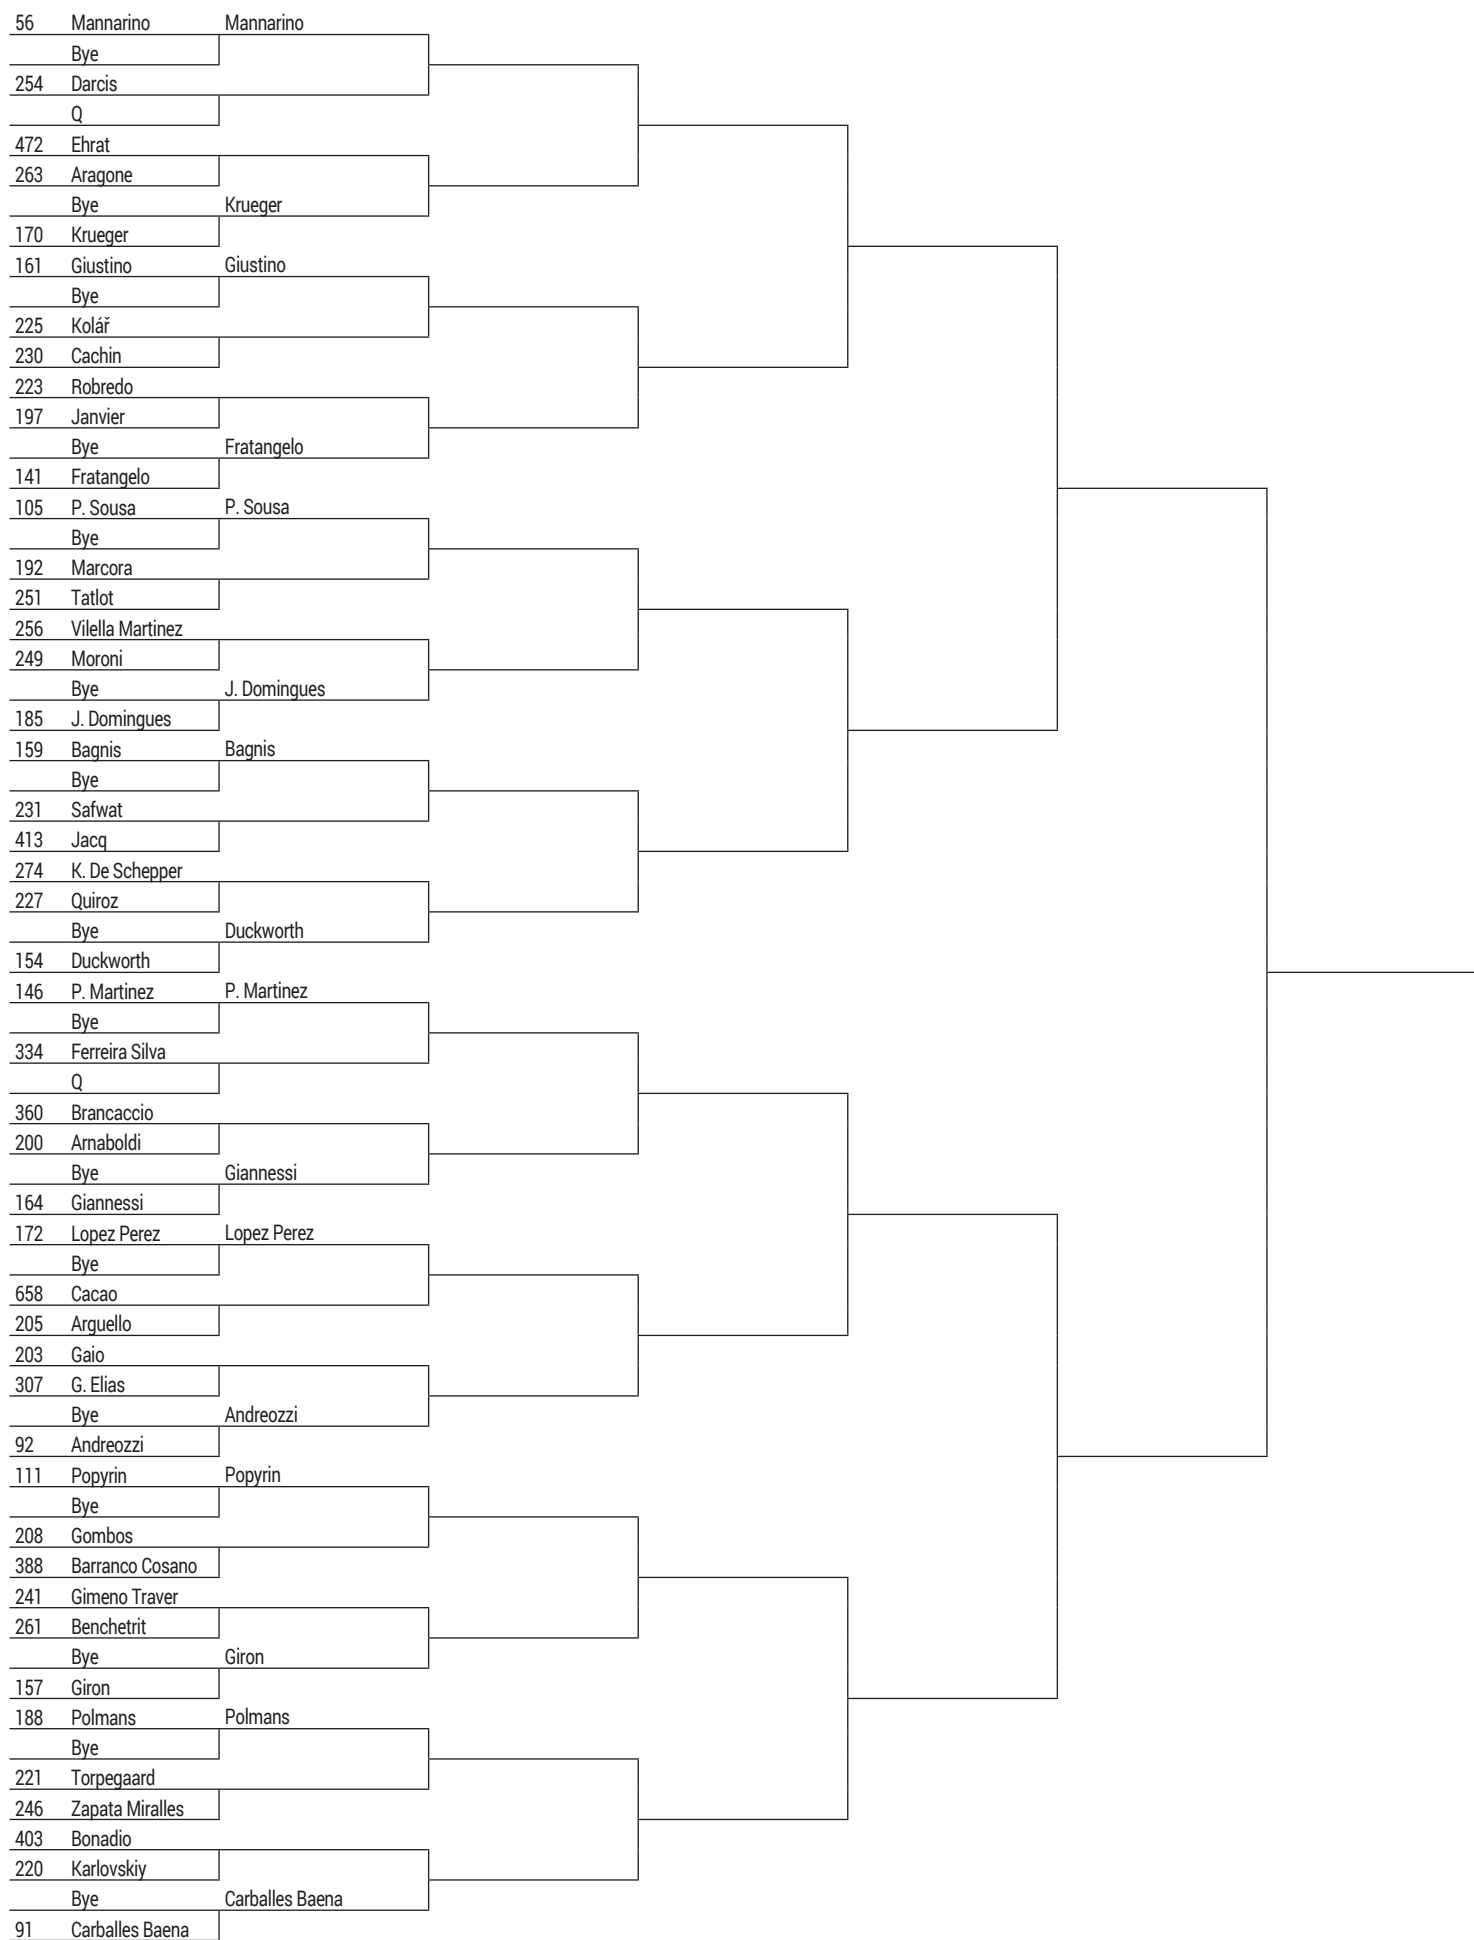 56 Mannarino Mannarino
Bye
254 Darcis
Q
472 Ehrat
263 Aragone
Bye Krueger
170 Krueger
161 Giustino Giustino
Bye
225 Kolář
230 Cachin
223 Robredo
197 Janvier
Bye Fratangelo
141 Fratangelo
105 P. Sousa P. Sousa
Bye
192 Marcora
251 Tatlot
256 Vilella Martinez
249 Moroni
Bye J. Domingues
185 J. Domingues
159 Bagnis Bagnis
Bye
231 Safwat
413 Jacq
274 K. De Schepper
227 Quiroz
Bye Duckworth
154 Duckworth
146 P. Martinez P. Martinez
Bye
334 Ferreira Silva
Q
360 Brancaccio
200 Arnaboldi
Bye Giannessi
164 Giannessi
172 Lopez Perez Lopez Perez
Bye
658 Cacao
205 Arguello
203 Gaio
307 G. Elias
Bye Andreozzi
92 Andreozzi
111 Popyrin Popyrin
Bye
208 Gombos
388 Barranco Cosano
241 Gimeno Traver
261 Benchetrit
Bye Giron
157 Giron
188 Polmans Polmans
Bye
221 Torpegaard
246 Zapata Miralles
403 Bonadio
220 Karlovskiy
Bye Carballes Baena
91 Carballes Baena